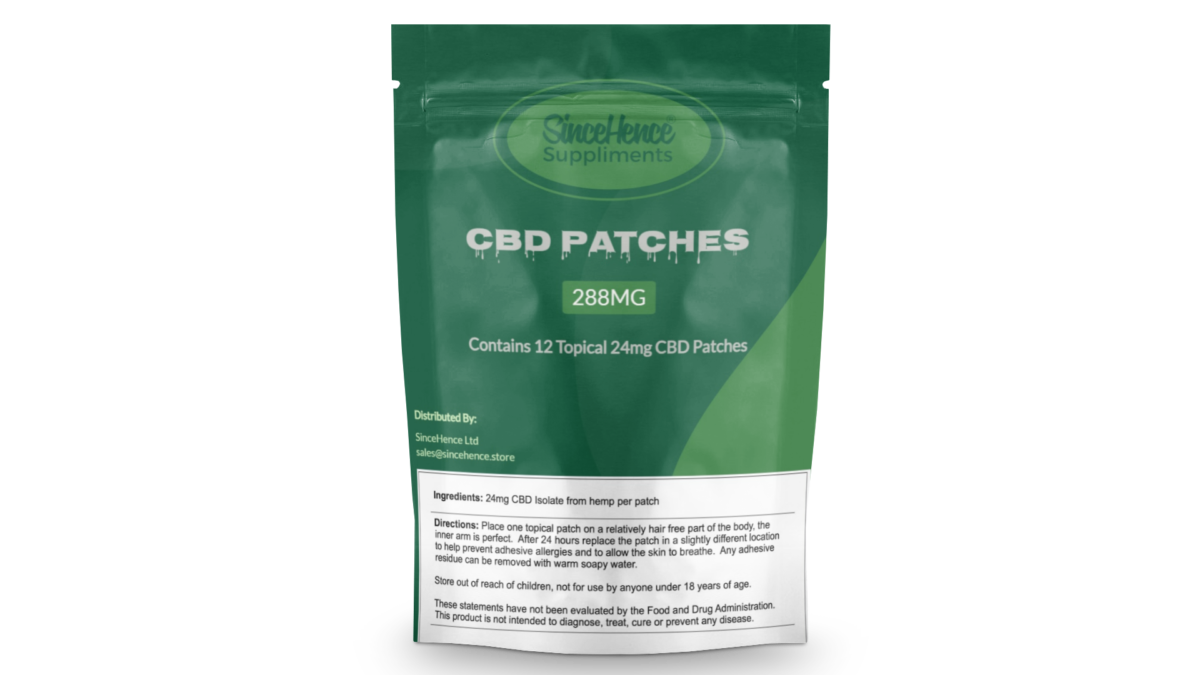 SinceHence
Suppliments
CBD PATCHES
288MG
Contains 12 Topical 24mg CBD Patches
Distributed By:
SinceHence Ltd
sales@sincehence.store
Ingredients: 24mg CBD Isolate from hemp per patch
Directions: Place one topical patch on a relatively hair free part of the body, the
inner arm is perfect. After 24 hours replace the patch in a slightly different location
to help prevent adhesive allergies and to allow the skin to breathe. Any adhesive
residue can be removed with warm soapy water.
Store out of reach of children, not for use by anyone under 18 years of age.
These statements have not been evaluated by the Food and Drug Administration.
This product is not intended to diagnose, treat, cure or prevent any disease.